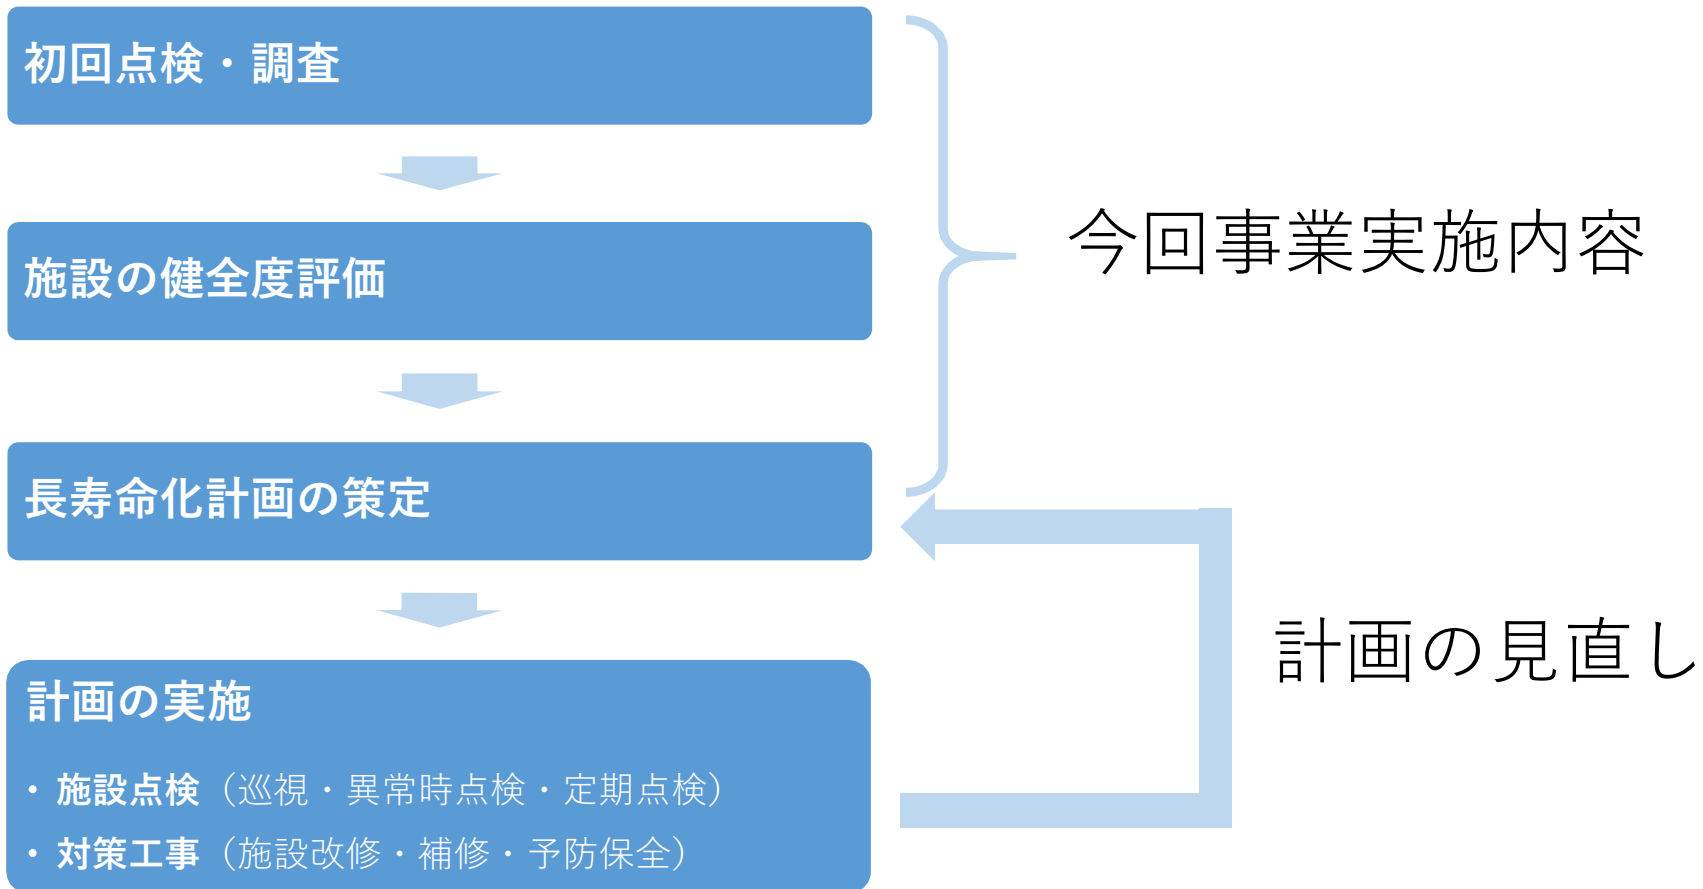 初回点検・調査
施設の健全度評価
今回事業実施内容
長寿命化計画の策定
計画の実施
・施設点検（巡視・異常時点検・定期点検）
・対策工事（施設改修・補修・予防保全）
計画の見直し